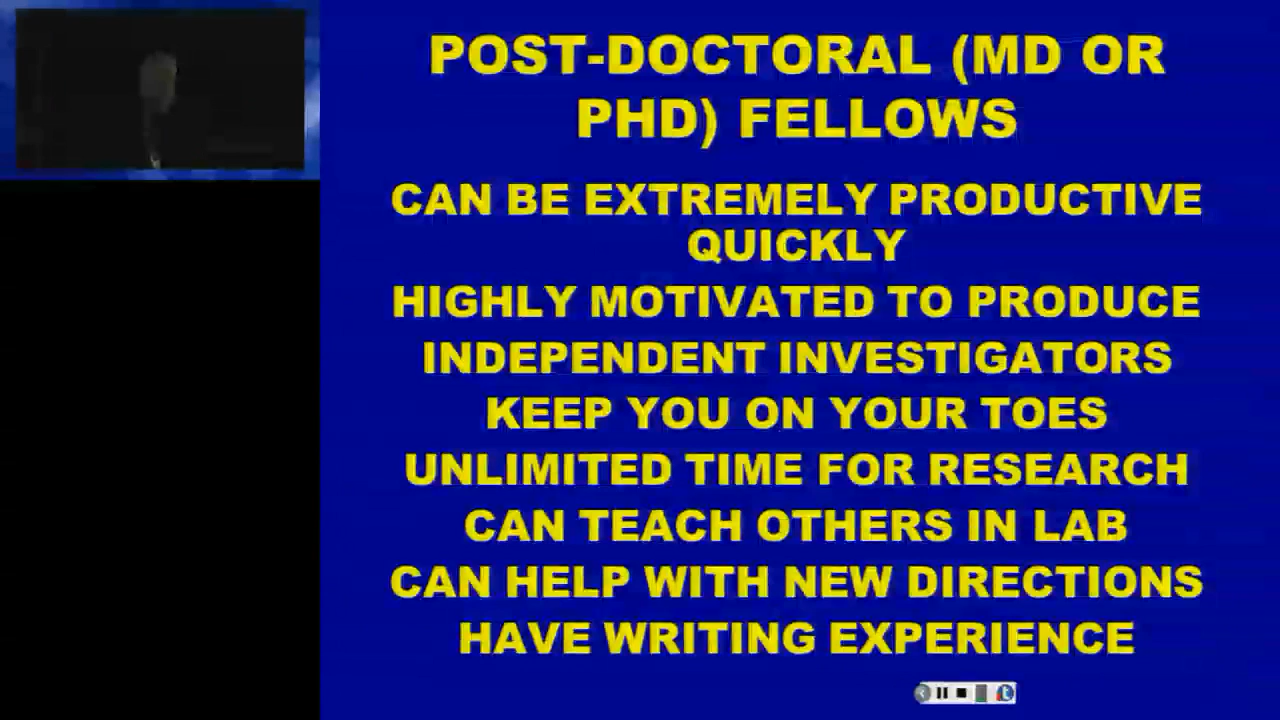 POST-DOCTORAL (MD OR
PHD) FELLOWS
CAN BE EXTREMELY PRODUCTIVE
QUICKLY
HIGHLY MOTIVATED TO PRODUCE
INDEPENDENT INVESTIGATORS
KEEP YOU ON YOUR TOES
UNLIMITED TIME FOR RESEARCH
CAN TEACH OTHERS IN LAB
CAN HELP WITH NEW DIRECTIONS
HAVE WRITING EXPERIENCE